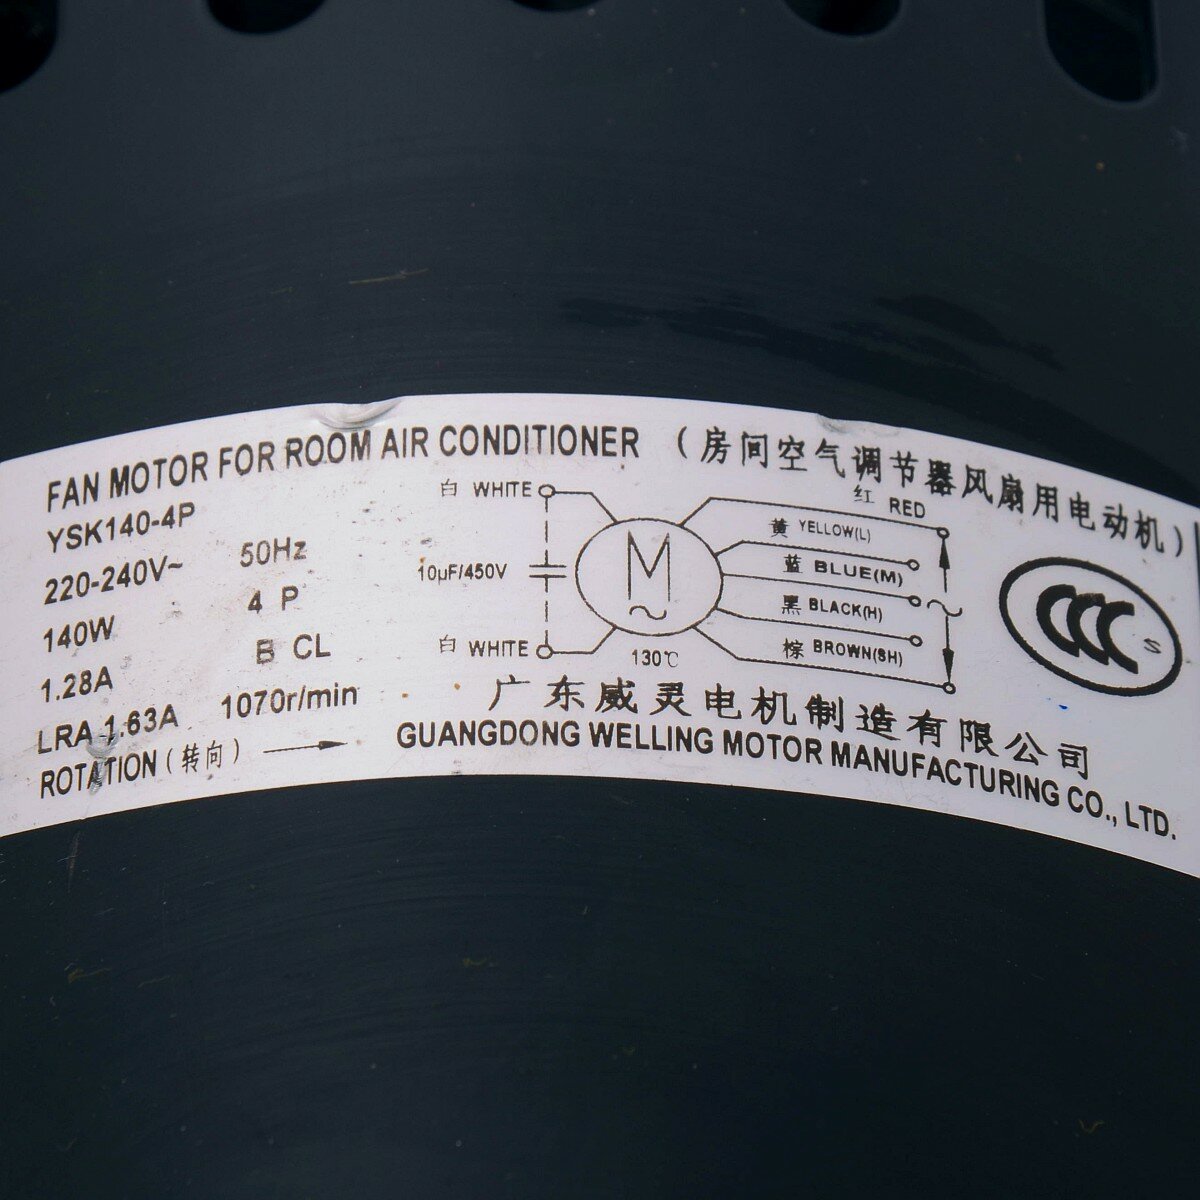 FAN MOTOR FOR ROOM AIR CONDITIONER （房间空气调节器风扇用电动机）
YSK140-4P
220-240V~ 50Hz
140W 4 P
1.28A B CL
LRA 1.63A 1070r/min
ROTATION（转向）
白 WHITE
10μF/450V
白 WHITE
M
~
130℃
红 RED
黄 YELLOW(L)
蓝 BLUE(M)
黑 BLACK(H)
棕 BROWN(SH)
~
CCC S
广东威灵电机制造有限公司
GUANGDONG WELLING MOTOR MANUFACTURING CO., LTD.